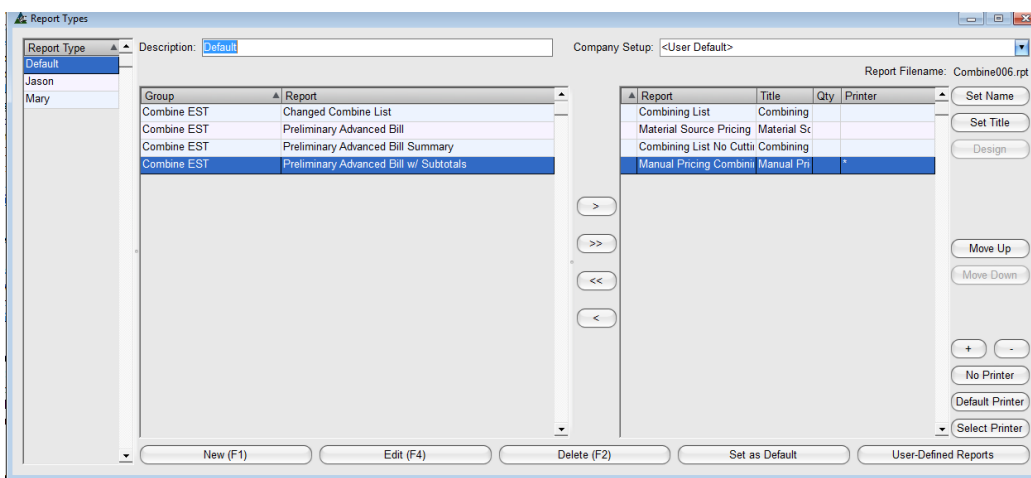 Report Types
Report Type
Default
Jason
Mary
Description: Default
Company Setup: <User Default>
Report Filename: Combine006.rpt
Group Report
Combine EST Changed Combine List
Combine EST Preliminary Advanced Bill
Combine EST Preliminary Advanced Bill Summary
Combine EST Preliminary Advanced Bill w/ Subtotals
>
>>
<<
<
Report Title Qty Printer
Combining List Combining
Material Source Pricing Material Sc
Combining List No Cuttin Combining
Manual Pricing Combinin Manual Pri *
Set Name
Set Title
Design
Move Up
Move Down
+ -
No Printer
Default Printer
Select Printer
New (F1) Edit (F4) Delete (F2) Set as Default User-Defined Reports